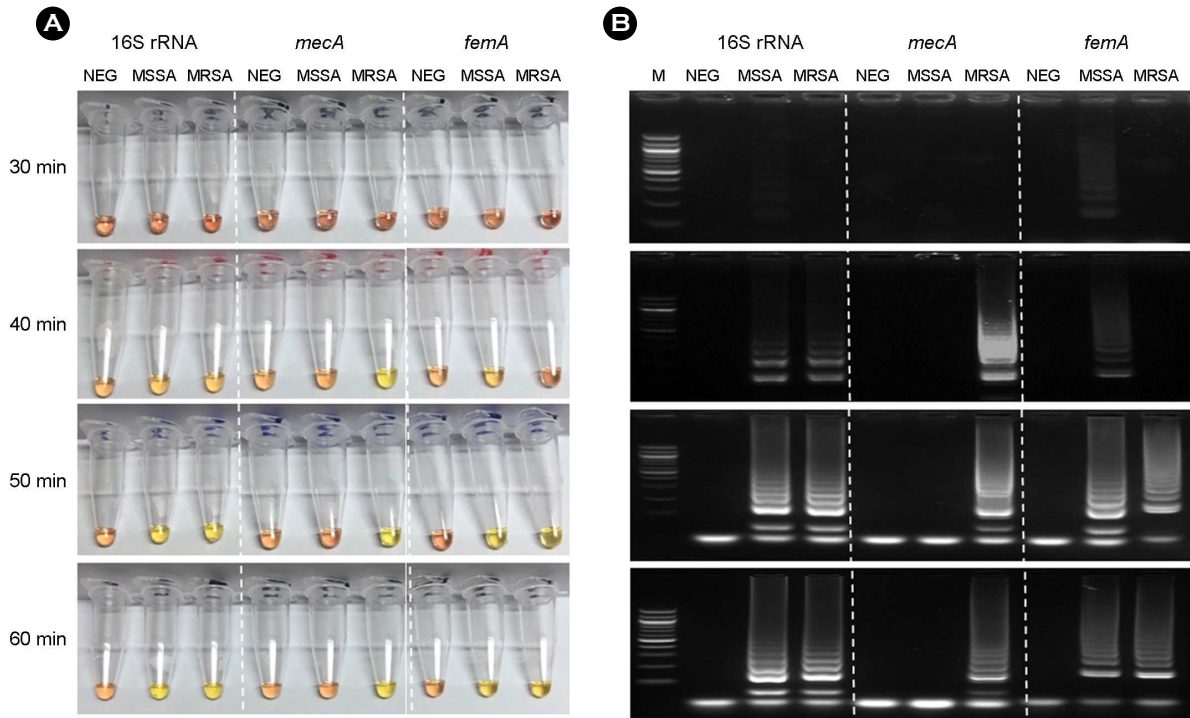 A
16S rRNA mecA femA
NEG MSSA MRSA NEG MSSA MRSA NEG MSSA MRSA
30 min
40 min
50 min
60 min
B
16S rRNA mecA femA
M NEG MSSA MRSA NEG MSSA MRSA NEG MSSA MRSA